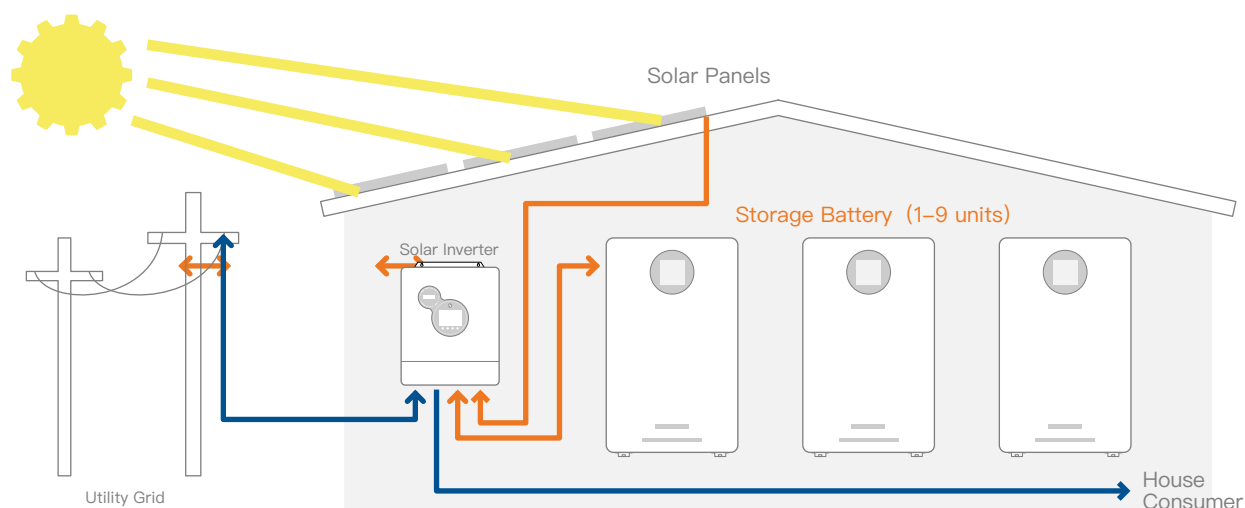 Solar Panels
Storage Battery（1–9 units）
Solar Inverter
Utility Grid
House
Consumer